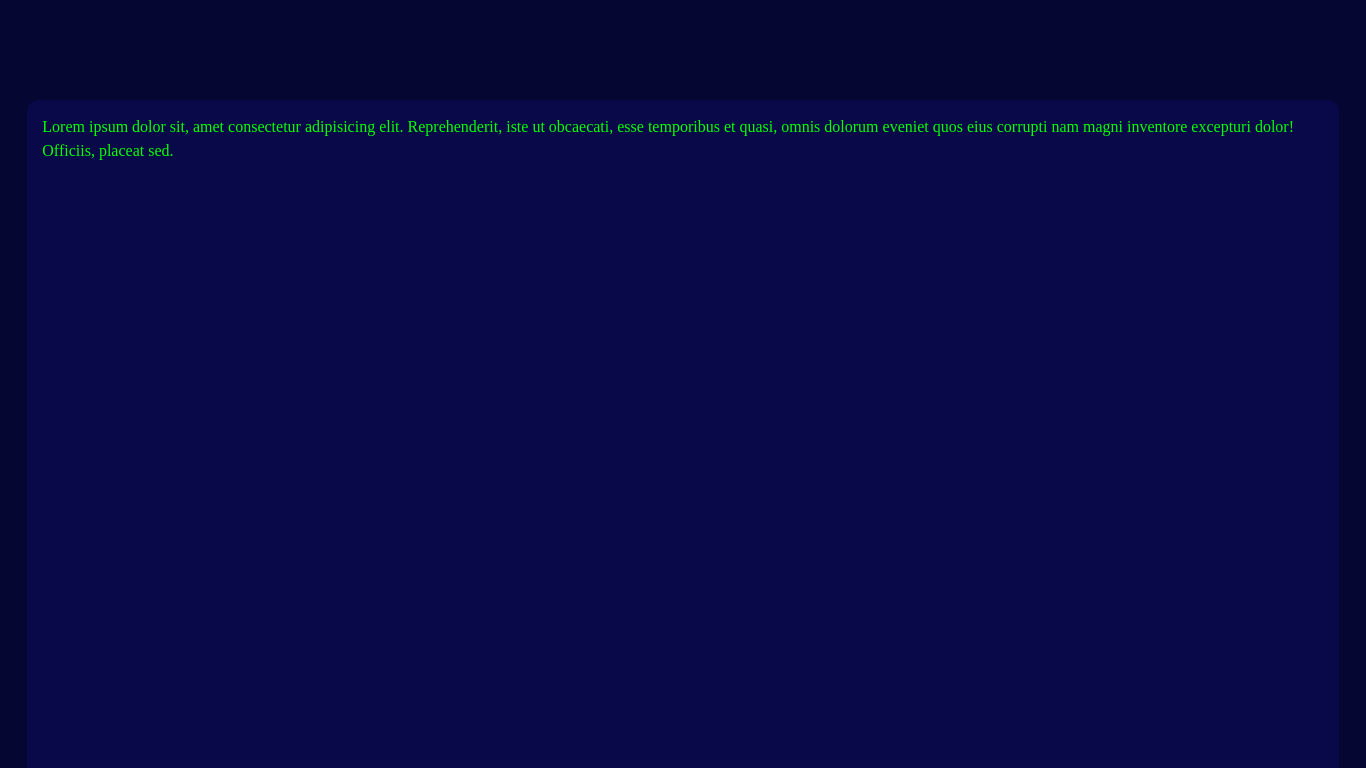 Lorem ipsum dolor sit, amet consectetur adipisicing elit. Reprehenderit, iste ut obcaecati, esse temporibus et quasi, omnis dolorum eveniet quos eius corrupti nam magni inventore excepturi dolor!
Officiis, placeat sed.